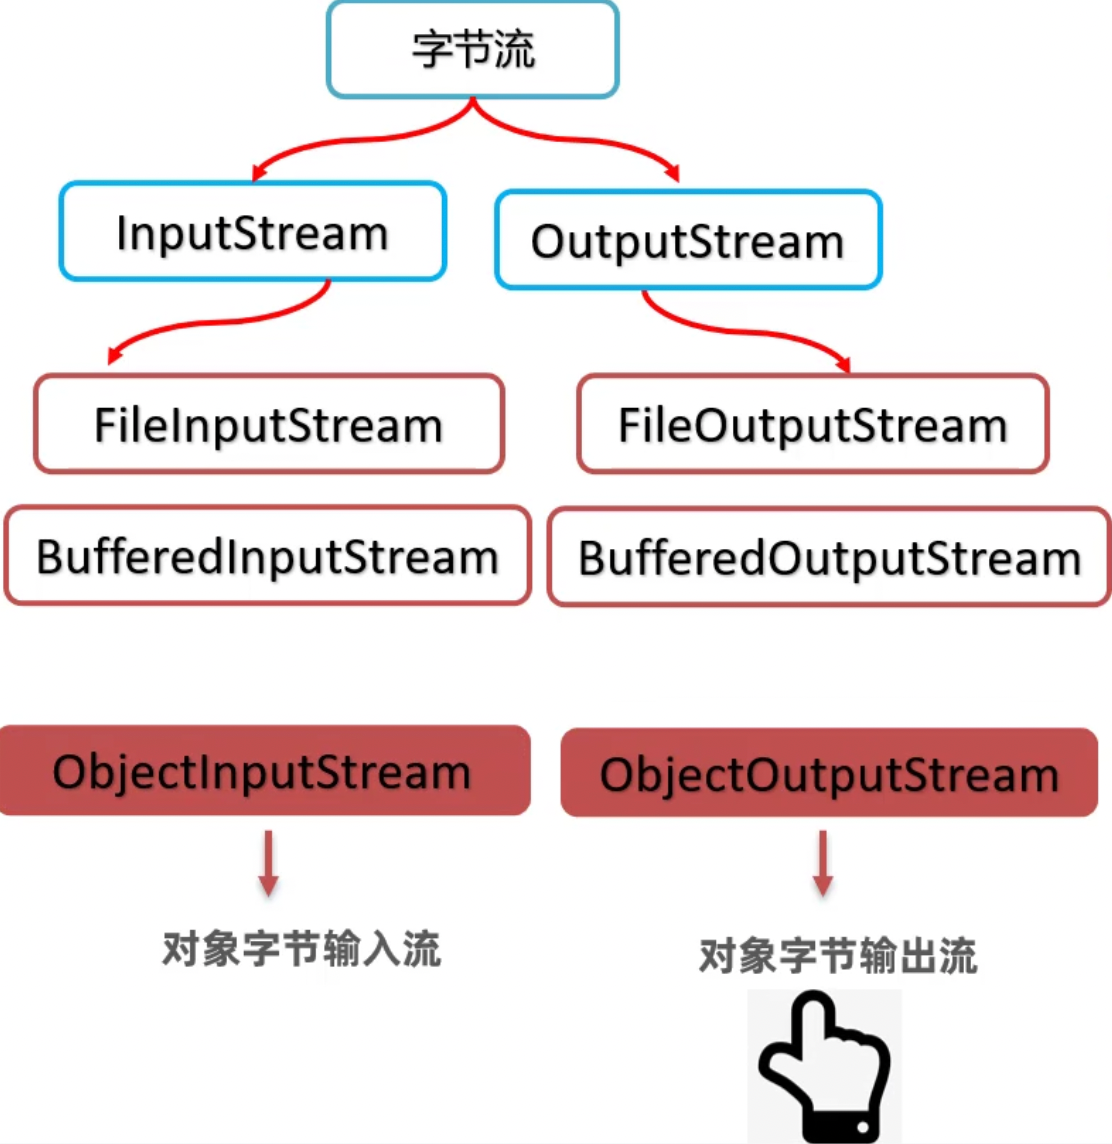 字节流
InputStream
OutputStream
FileInputStream
FileOutputStream
BufferedInputStream
BufferedOutputStream
ObjectInputStream
ObjectOutputStream
对象字节输入流
对象字节输出流